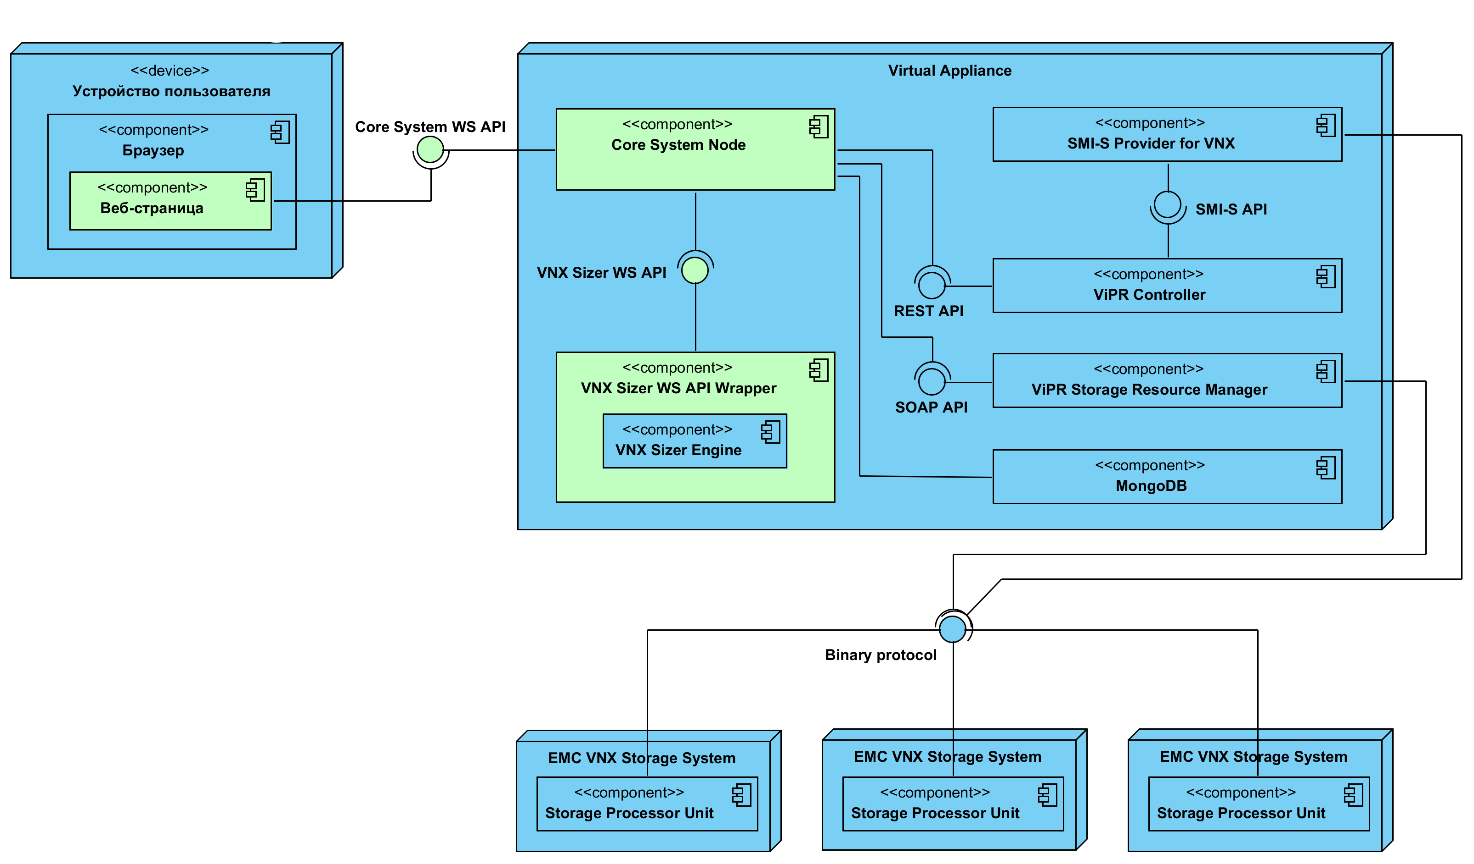 <<device>>
Устройство пользователя
<<component>>
Браузер
<<component>>
Веб-страница
Core System WS API
Virtual Appliance
<<component>>
Core System Node
<<component>>
SMI-S Provider for VNX
SMI-S API
VNX Sizer WS API
<<component>>
ViPR Controller
REST API
<<component>>
VNX Sizer WS API Wrapper
<<component>>
VNX Sizer Engine
<<component>>
ViPR Storage Resource Manager
SOAP API
<<component>>
MongoDB
Binary protocol
EMC VNX Storage System
<<component>>
Storage Processor Unit
EMC VNX Storage System
<<component>>
Storage Processor Unit
EMC VNX Storage System
<<component>>
Storage Processor Unit